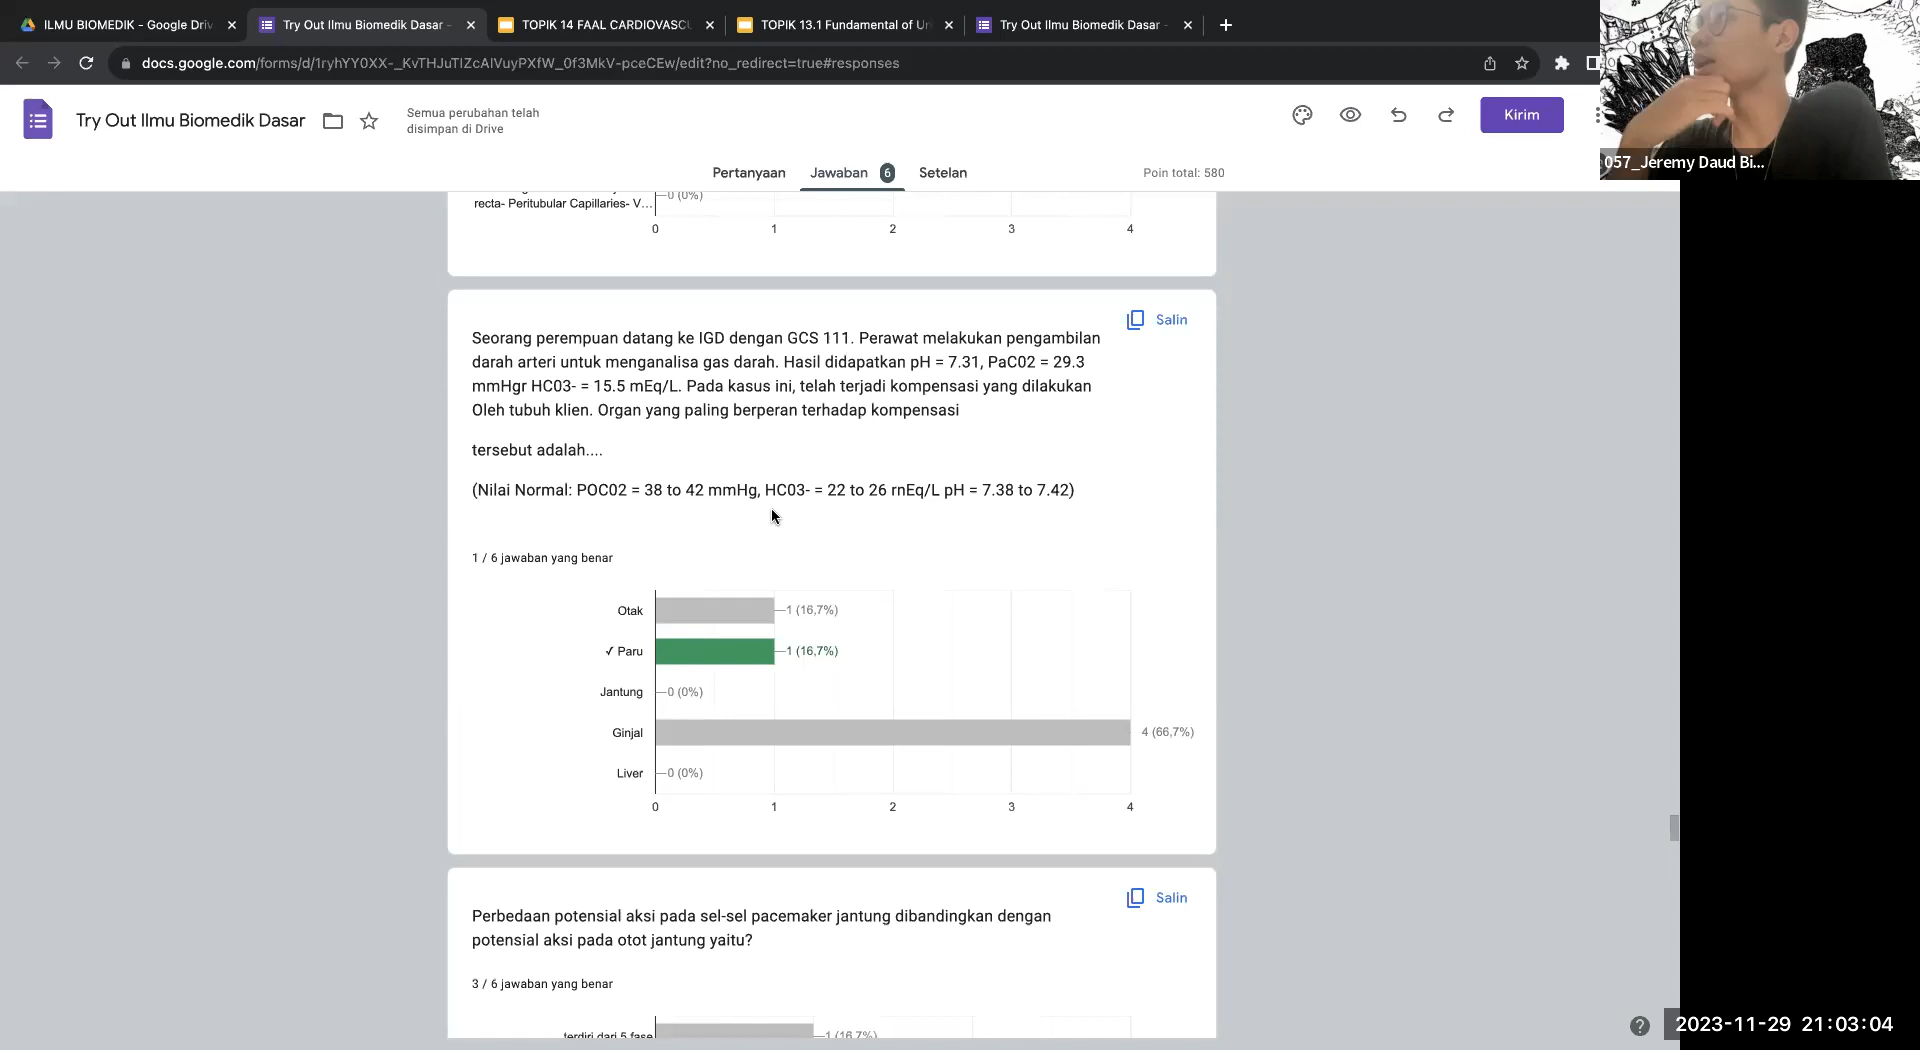 ILMU BIOMEDIK - Google Driv
Try Out Ilmu Biomedik Dasar -
TOPIK 14 FAAL CARDIOVASCU
TOPIK 13.1 Fundamental of Uri
Try Out Ilmu Biomedik Dasar -
docs.google.com/forms/d/1ryhYY0XX-_KvTHJuTlZcAlVuyPXfW_0f3MkV-pceCEw/edit?no_redirect=true#responses
Try Out Ilmu Biomedik Dasar
Semua perubahan telah
disimpan di Drive
Kirim
057_Jeremy Daud Bi...
Pertanyaan
Jawaban 6
Setelan
Poin total: 580
0 (0%)
recta- Peritubular Capillaries- V...
0 1 2 3 4
Salin
Seorang perempuan datang ke IGD dengan GCS 111. Perawat melakukan pengambilan
darah arteri untuk menganalisa gas darah. Hasil didapatkan pH = 7.31, PaC02 = 29.3
mmHgr HC03- = 15.5 mEq/L. Pada kasus ini, telah terjadi kompensasi yang dilakukan
Oleh tubuh klien. Organ yang paling berperan terhadap kompensasi
tersebut adalah....
(Nilai Normal: POC02 = 38 to 42 mmHg, HC03- = 22 to 26 rnEq/L pH = 7.38 to 7.42)
1 / 6 jawaban yang benar
Otak 1 (16,7%)
✓ Paru 1 (16,7%)
Jantung 0 (0%)
Ginjal 4 (66,7%)
Liver 0 (0%)
0 1 2 3 4
Salin
Perbedaan potensial aksi pada sel-sel pacemaker jantung dibandingkan dengan
potensial aksi pada otot jantung yaitu?
3 / 6 jawaban yang benar
terdiri dari 5 fase 1 (16,7%)
2023-11-29 21:03:04